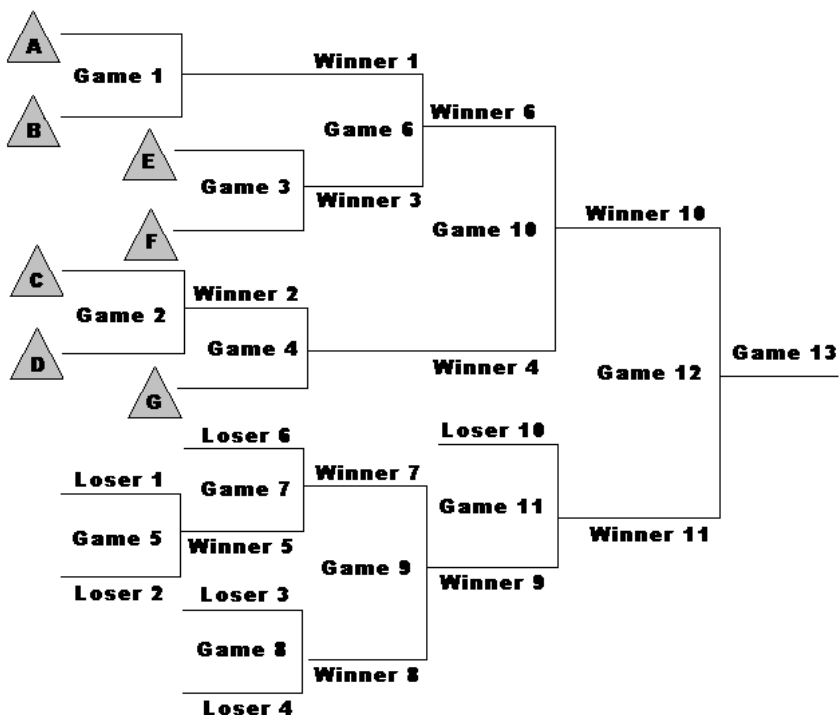 A
Game 1
B
Winner 1
Game 6
Winner 6
E
Game 3
Winner 3
F
Game 10
Winner 10
C
Winner 2
Game 2
Game 4
D
G
Winner 4
Game 12
Game 13
Loser 6
Loser 10
Loser 1
Game 7
Winner 7
Game 11
Game 5
Winner 5
Winner 11
Game 9
Loser 2
Loser 3
Winner 9
Game 8
Winner 8
Loser 4